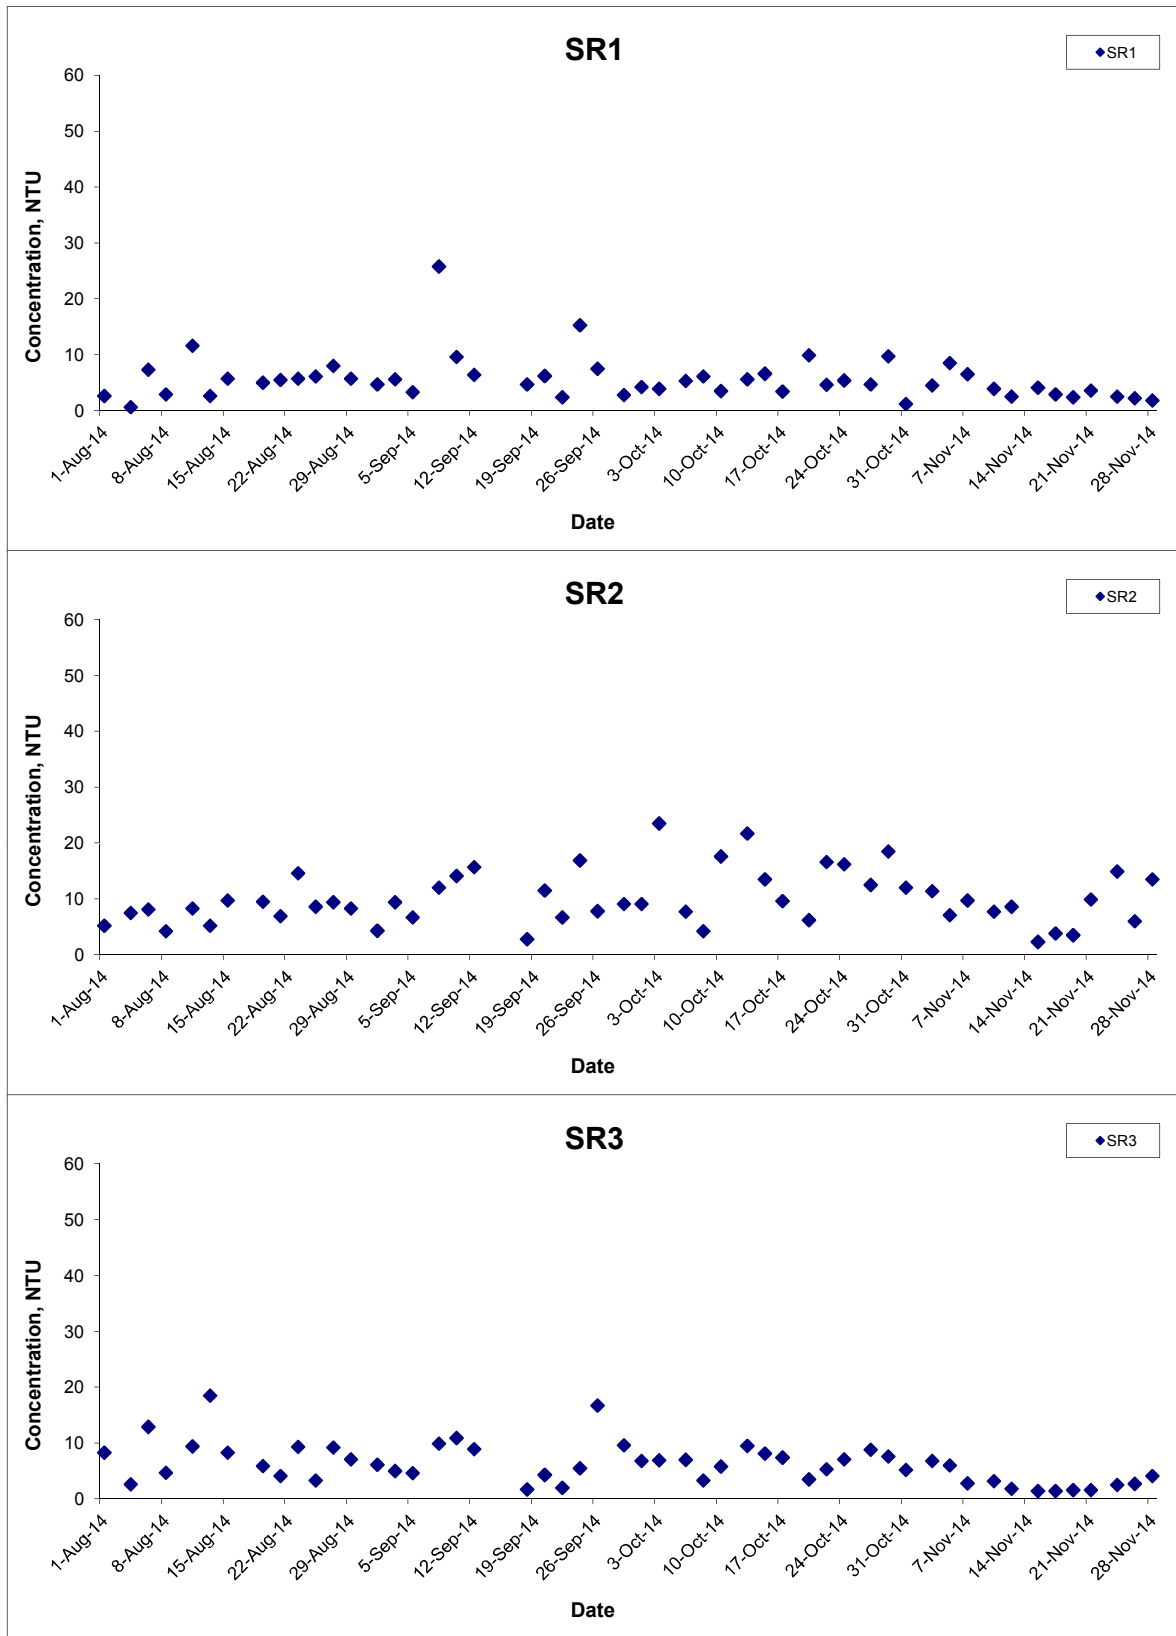 SR1
SR1
60
50
40
30
20
10
0
Concentration, NTU
1-Aug-14
8-Aug-14
15-Aug-14
22-Aug-14
29-Aug-14
5-Sep-14
12-Sep-14
19-Sep-14
26-Sep-14
3-Oct-14
10-Oct-14
17-Oct-14
24-Oct-14
31-Oct-14
7-Nov-14
14-Nov-14
21-Nov-14
28-Nov-14
Date
SR2
SR2
60
50
40
30
20
10
0
Concentration, NTU
1-Aug-14
8-Aug-14
15-Aug-14
22-Aug-14
29-Aug-14
5-Sep-14
12-Sep-14
19-Sep-14
26-Sep-14
3-Oct-14
10-Oct-14
17-Oct-14
24-Oct-14
31-Oct-14
7-Nov-14
14-Nov-14
21-Nov-14
28-Nov-14
Date
SR3
SR3
60
50
40
30
20
10
0
Concentration, NTU
1-Aug-14
8-Aug-14
15-Aug-14
22-Aug-14
29-Aug-14
5-Sep-14
12-Sep-14
19-Sep-14
26-Sep-14
3-Oct-14
10-Oct-14
17-Oct-14
24-Oct-14
31-Oct-14
7-Nov-14
14-Nov-14
21-Nov-14
28-Nov-14
Date